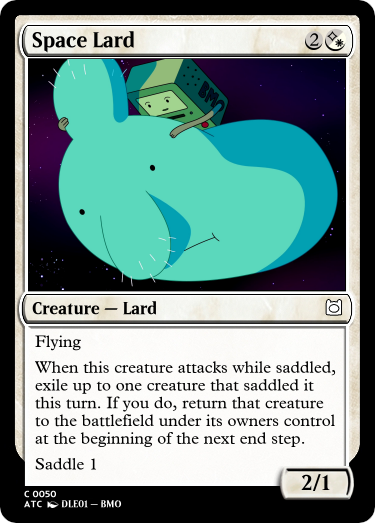 Space Lard 2
BMO
Creature — Lard
Flying
When this creature attacks while saddled,
exile up to one creature that saddled it
this turn. If you do, return that creature
to the battlefield under its owners control
at the beginning of the next end step.
Saddle 1
2/1
C 0050
ATC DLE01 — BMO